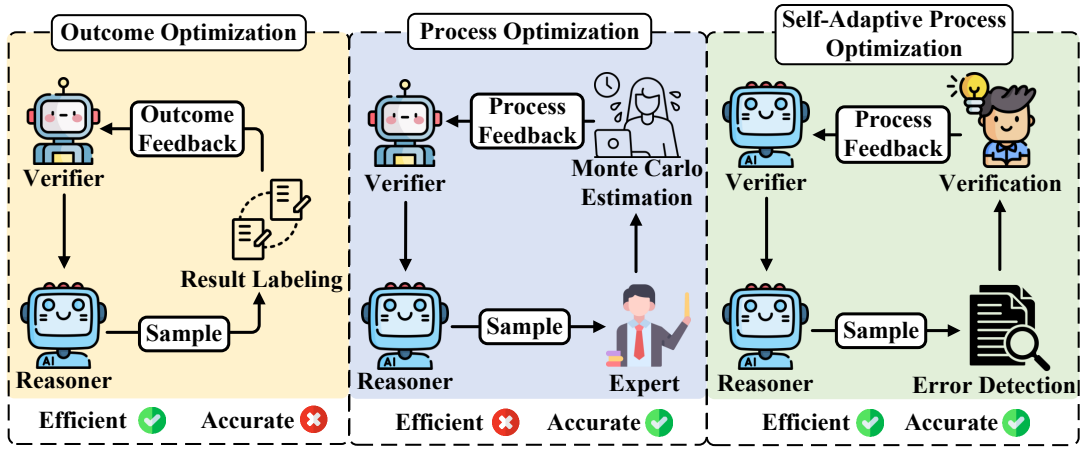 Outcome Optimization
Outcome
Feedback
Verifier
Result Labeling
Sample
AI
Reasoner
Efficient
Accurate
Process Optimization
Process
Feedback
Verifier
Monte Carlo
Estimation
Sample
AI
Reasoner
Expert
Efficient
Accurate
Self-Adaptive Process
Optimization
Process
Feedback
AI
Verifier
Verification
Sample
AI
Reasoner
Error Detection
Efficient
Accurate